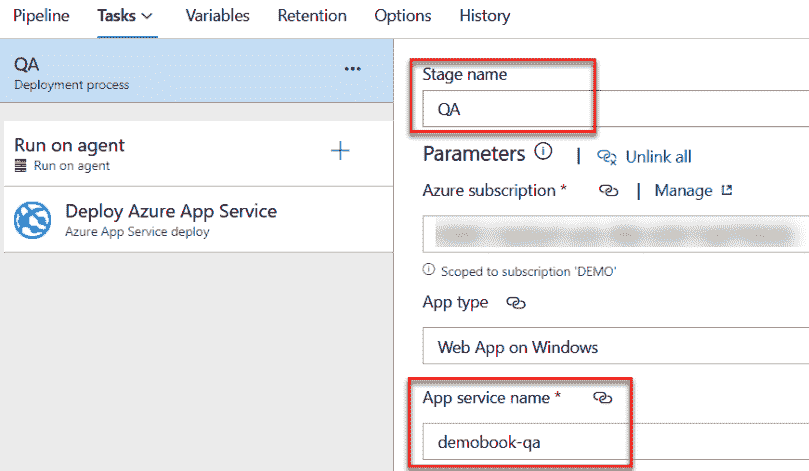 Pipeline Tasks Variables Retention Options History
QA
Deployment process
Run on agent
Run on agent
Deploy Azure App Service
Azure App Service deploy
Stage name
QA
Parameters | Unlink all
Azure subscription * | Manage
Scoped to subscription 'DEMO'
App type
Web App on Windows
App service name *
demobook-qa